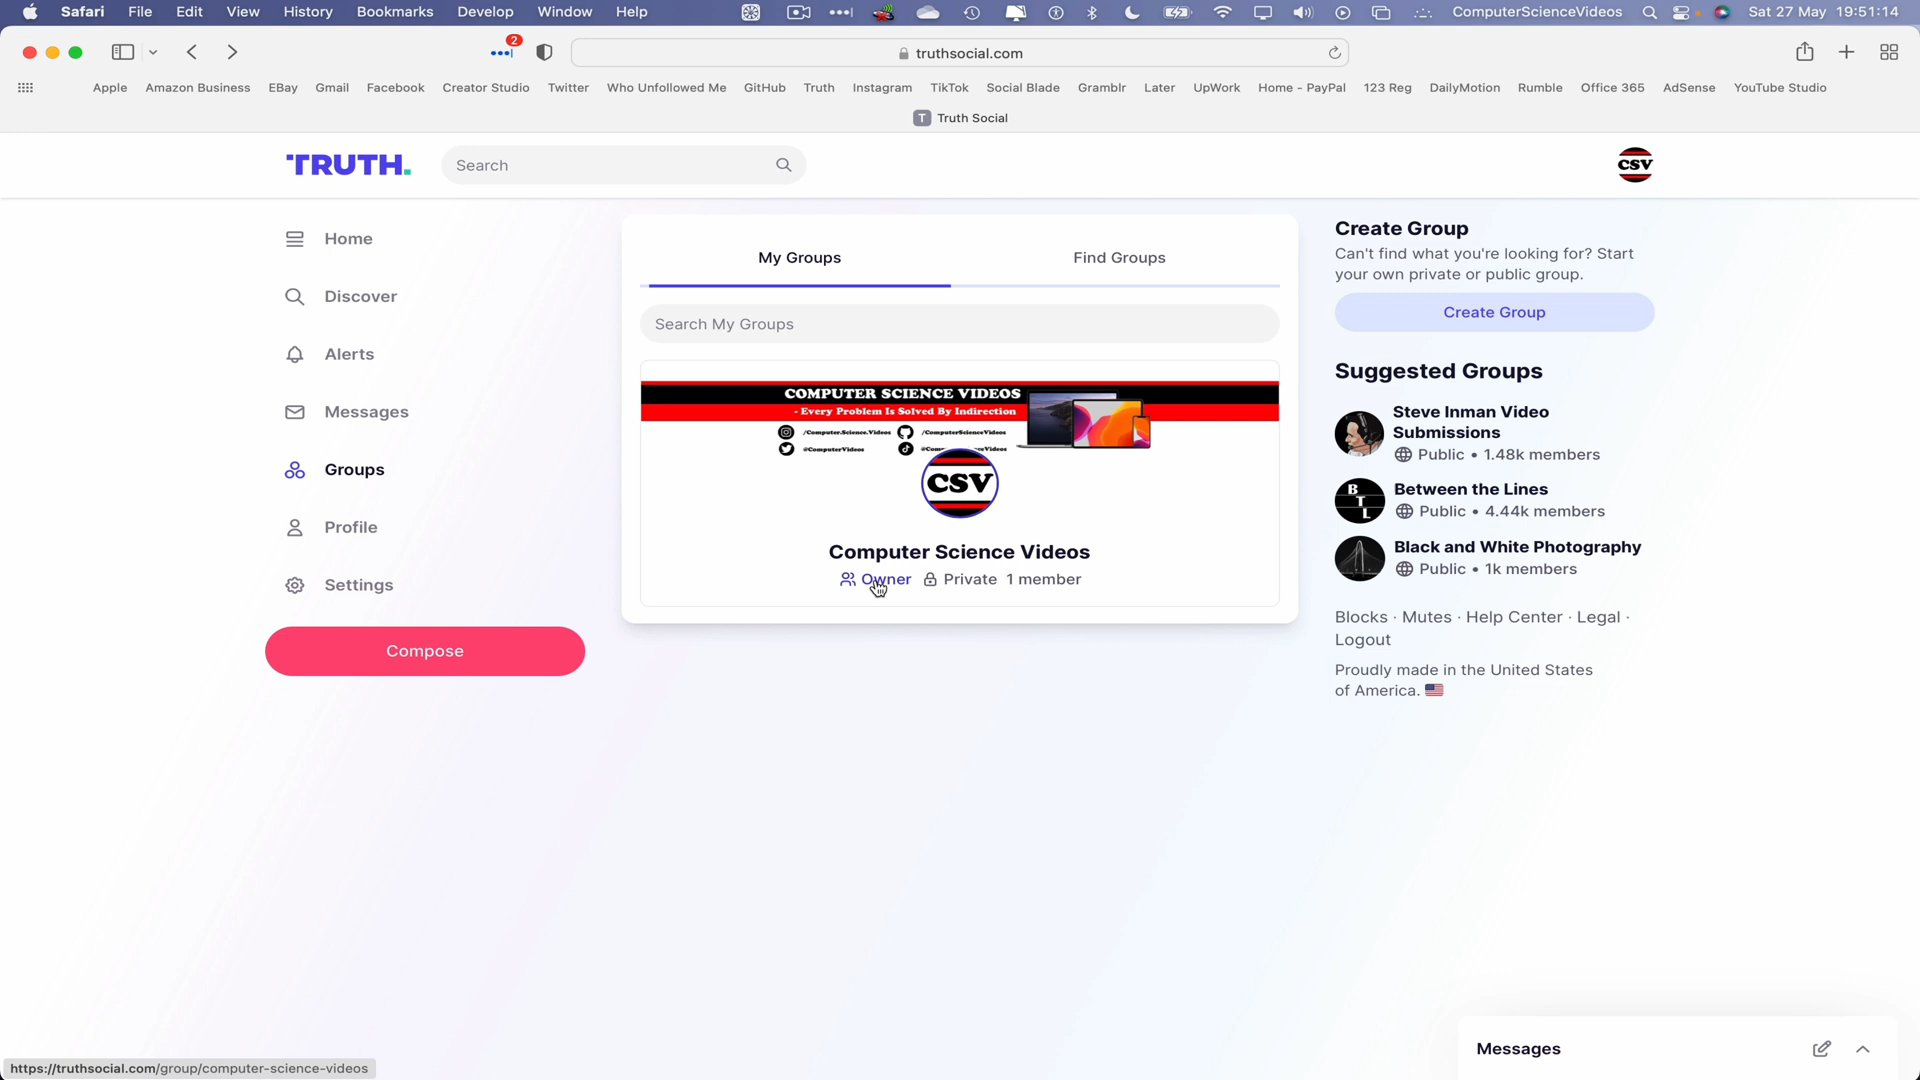 Safari File Edit View History Bookmarks Develop Window Help ComputerScienceVideos Sat 27 May 19:51:14
2
truthsocial.com
Apple Amazon Business EBay Gmail Facebook Creator Studio Twitter Who Unfollowed Me GitHub Truth Instagram TikTok Social Blade Gramblr Later UpWork Home - PayPal 123 Reg DailyMotion Rumble Office 365 AdSense YouTube Studio
T Truth Social
TRUTH.
Search
CSV
Home
Discover
Alerts
Messages
Groups
Profile
Settings
Compose
My Groups Find Groups
Search My Groups
COMPUTER SCIENCE VIDEOS
- Every Problem Is Solved By Indirection
/Computer.Science.Videos /ComputerScienceVideos
@ComputerVideos
CSV
Computer Science Videos
Owner Private 1 member
Create Group
Can't find what you're looking for? Start
your own private or public group.
Create Group
Suggested Groups
Steve Inman Video
Submissions
Public • 1.48k members
BTL
Between the Lines
Public • 4.44k members
Black and White Photography
Public • 1k members
Blocks · Mutes · Help Center · Legal ·
Logout
Proudly made in the United States
of America.
Messages
https://truthsocial.com/group/computer-science-videos